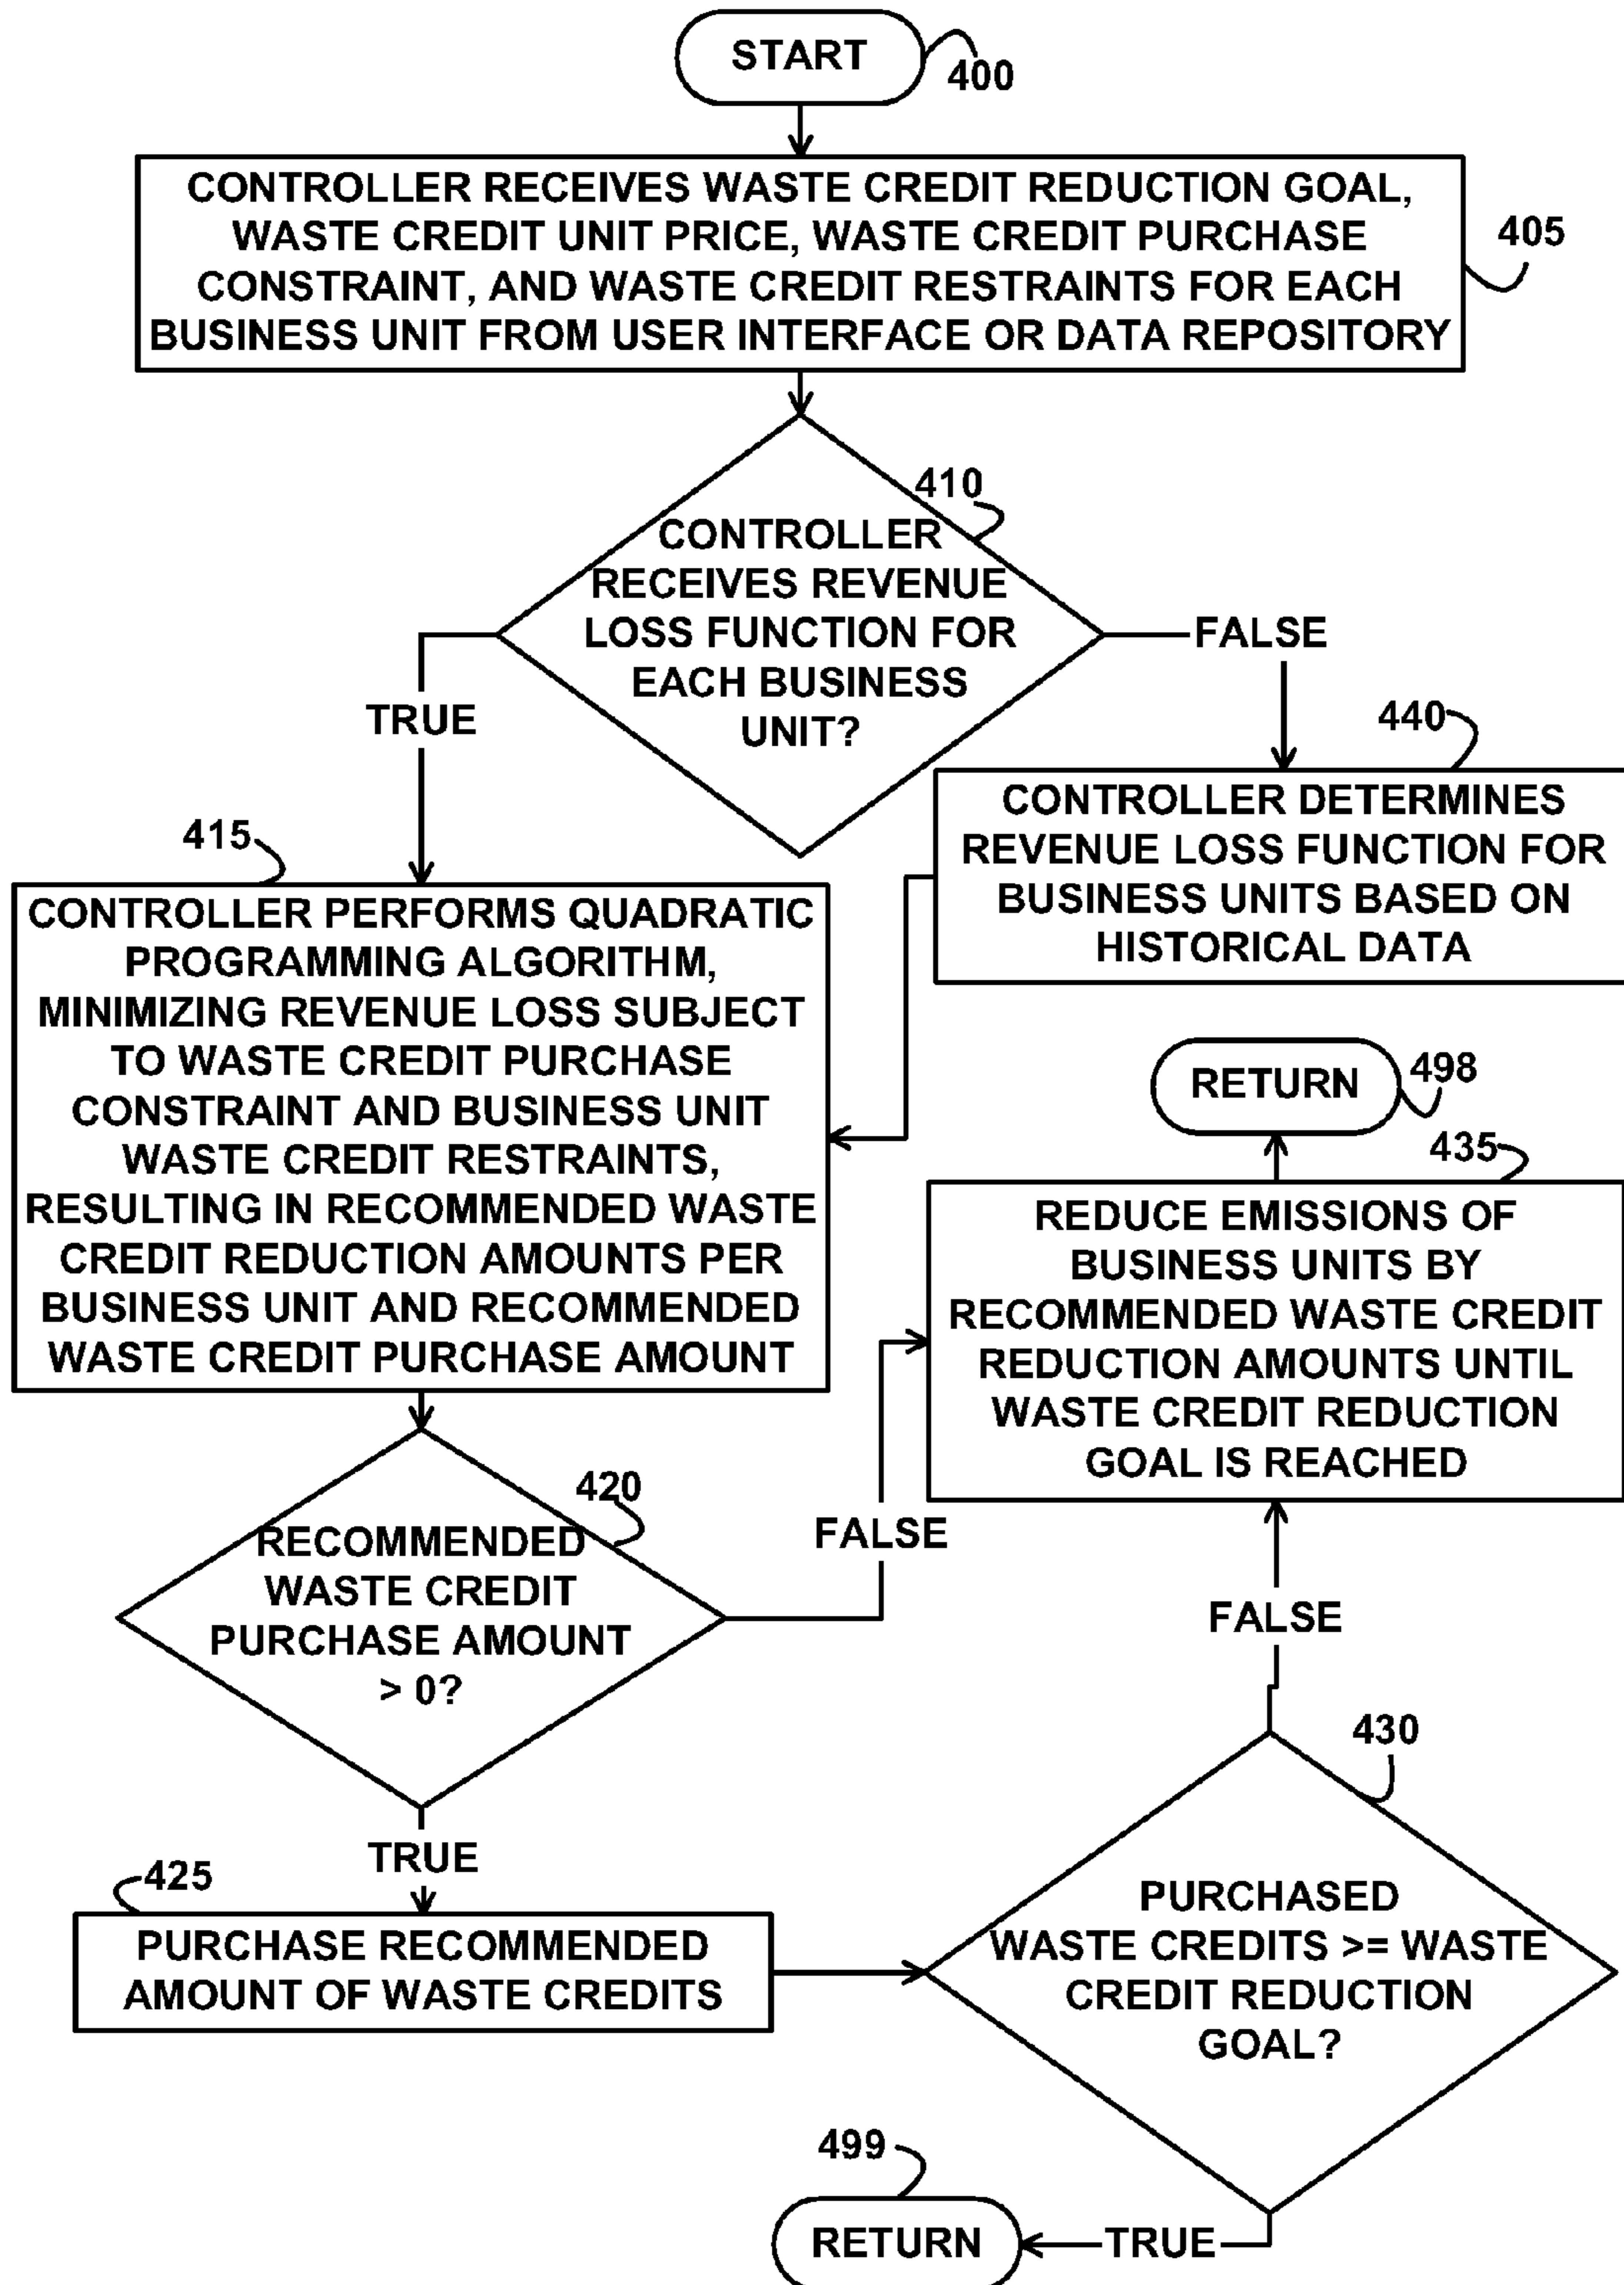 START
400
CONTROLLER RECEIVES WASTE CREDIT REDUCTION GOAL,
WASTE CREDIT UNIT PRICE, WASTE CREDIT PURCHASE
CONSTRAINT, AND WASTE CREDIT RESTRAINTS FOR EACH
BUSINESS UNIT FROM USER INTERFACE OR DATA REPOSITORY
405
410
CONTROLLER
RECEIVES REVENUE
LOSS FUNCTION FOR
EACH BUSINESS
UNIT?
TRUE
FALSE
440
CONTROLLER DETERMINES
REVENUE LOSS FUNCTION FOR
BUSINESS UNITS BASED ON
HISTORICAL DATA
415
CONTROLLER PERFORMS QUADRATIC
PROGRAMMING ALGORITHM,
MINIMIZING REVENUE LOSS SUBJECT
TO WASTE CREDIT PURCHASE
CONSTRAINT AND BUSINESS UNIT
WASTE CREDIT RESTRAINTS,
RESULTING IN RECOMMENDED WASTE
CREDIT REDUCTION AMOUNTS PER
BUSINESS UNIT AND RECOMMENDED
WASTE CREDIT PURCHASE AMOUNT
RETURN
498
435
REDUCE EMISSIONS OF
BUSINESS UNITS BY
RECOMMENDED WASTE CREDIT
REDUCTION AMOUNTS UNTIL
WASTE CREDIT REDUCTION
GOAL IS REACHED
420
RECOMMENDED
WASTE CREDIT
PURCHASE AMOUNT
> 0?
FALSE
TRUE
425
PURCHASE RECOMMENDED
AMOUNT OF WASTE CREDITS
FALSE
430
PURCHASED
WASTE CREDITS >= WASTE
CREDIT REDUCTION
GOAL?
TRUE
499
RETURN